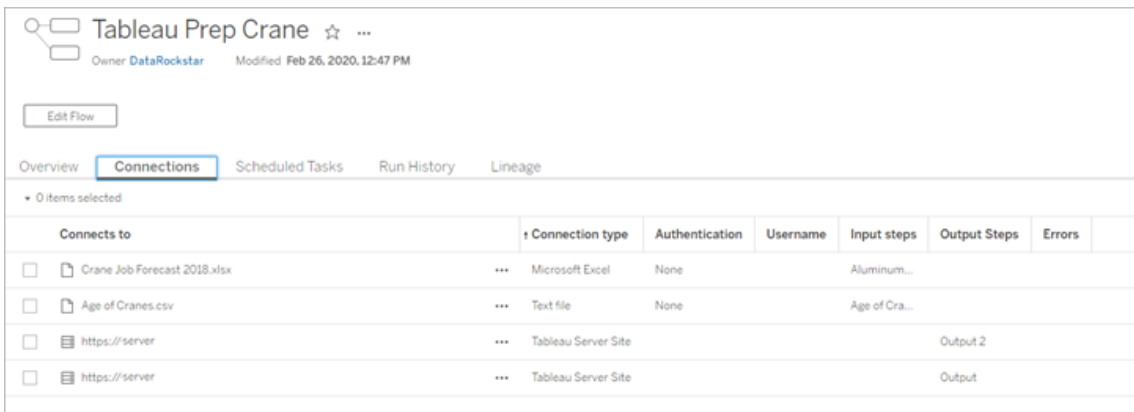 Tableau Prep Crane ☆ ...
Owner DataRockstar Modified Feb 26, 2020, 12:47 PM
Edit Flow
Overview Connections Scheduled Tasks Run History Lineage
▾ 0 items selected
Connects to ↑ Connection type Authentication Username Input steps Output Steps Errors
Crane Job Forecast 2018.xlsx ... Microsoft Excel None Aluminum...
Age of Cranes.csv ... Text file None Age of Cra...
https://server ... Tableau Server Site Output 2
https://server ... Tableau Server Site Output